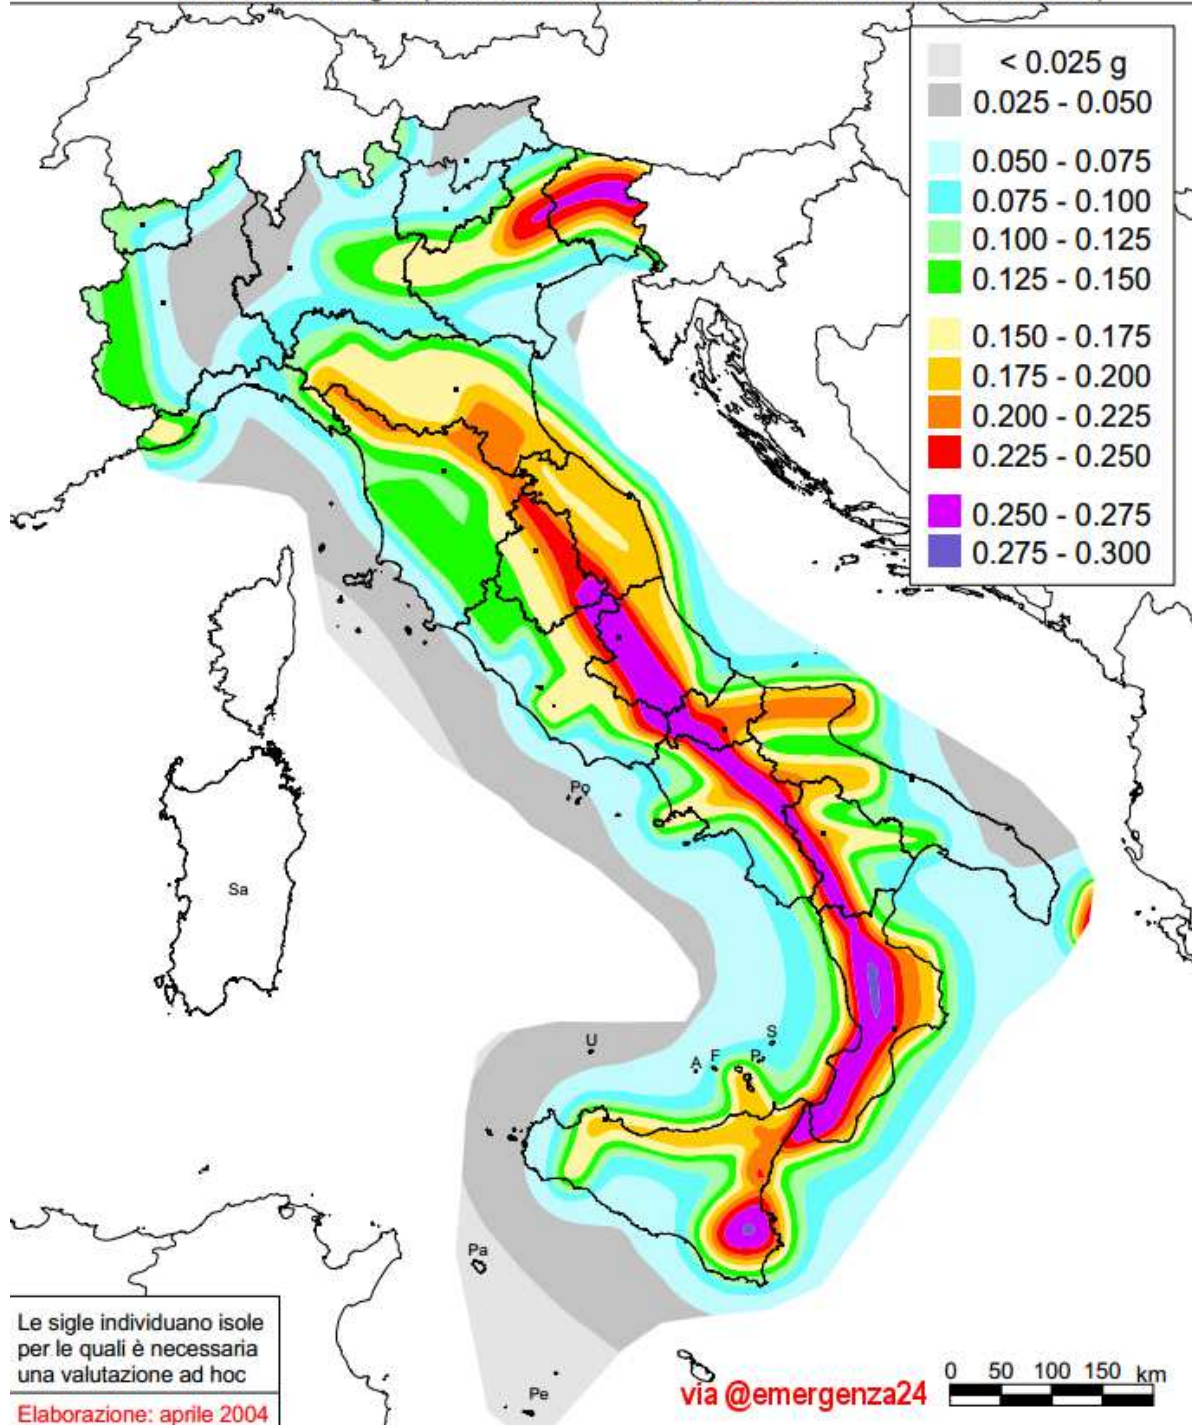 < 0.025 g
0.025 - 0.050
0.050 - 0.075
0.075 - 0.100
0.100 - 0.125
0.125 - 0.150
0.150 - 0.175
0.175 - 0.200
0.200 - 0.225
0.225 - 0.250
0.250 - 0.275
0.275 - 0.300
Po
Sa
U
A
F
P
S
Pa
Pe
Le sigle individuano isole
per le quali è necessaria
una valutazione ad hoc
Elaborazione: aprile 2004
via @emergenza24
0 50 100 150 km